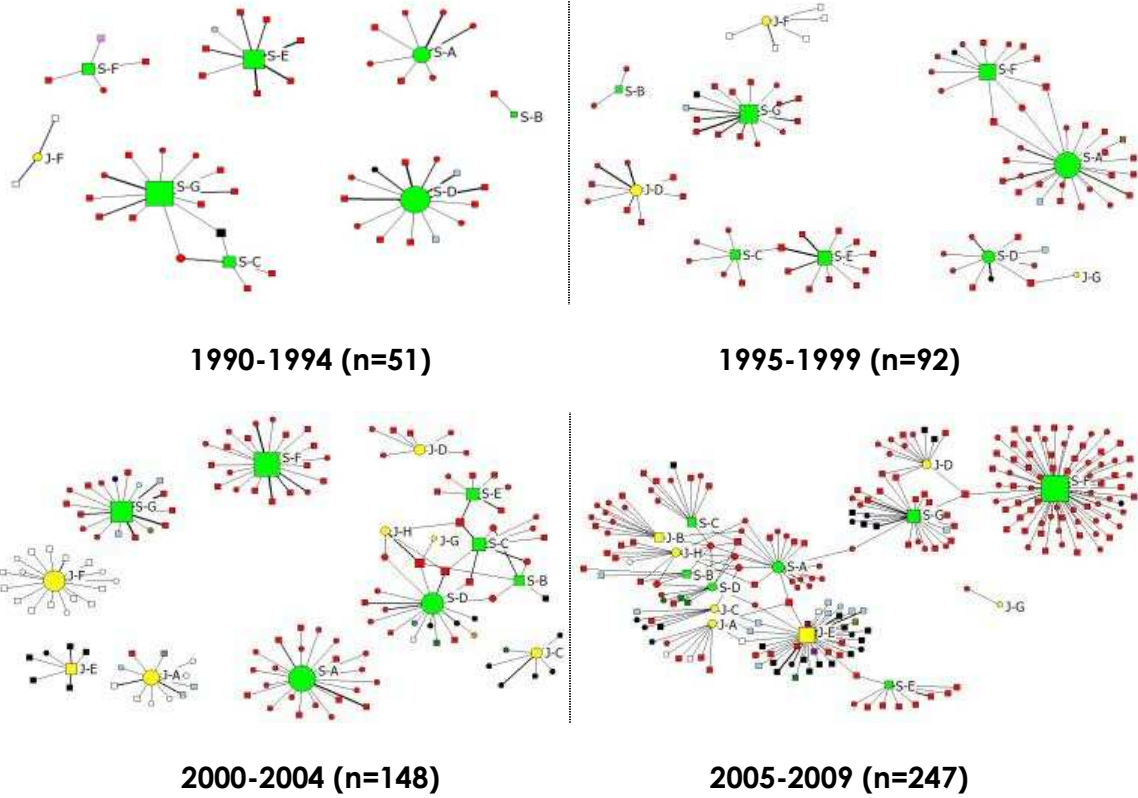 S-F
S-E
S-A
S-B
J-F
S-G
S-D
S-C
1990-1994 (n=51)
J-F
S-F
S-B
S-G
S-A
J-D
S-C
S-E
S-D
J-G
1995-1999 (n=92)
J-D
S-F
S-E
S-G
J-H
J-G
S-C
J-F
S-B
S-D
J-E
J-A
S-A
J-C
2000-2004 (n=148)
J-D
S-F
S-G
S-C
J-B
J-H
S-A
S-B
S-D
J-C
J-A
J-G
J-E
S-E
2005-2009 (n=247)